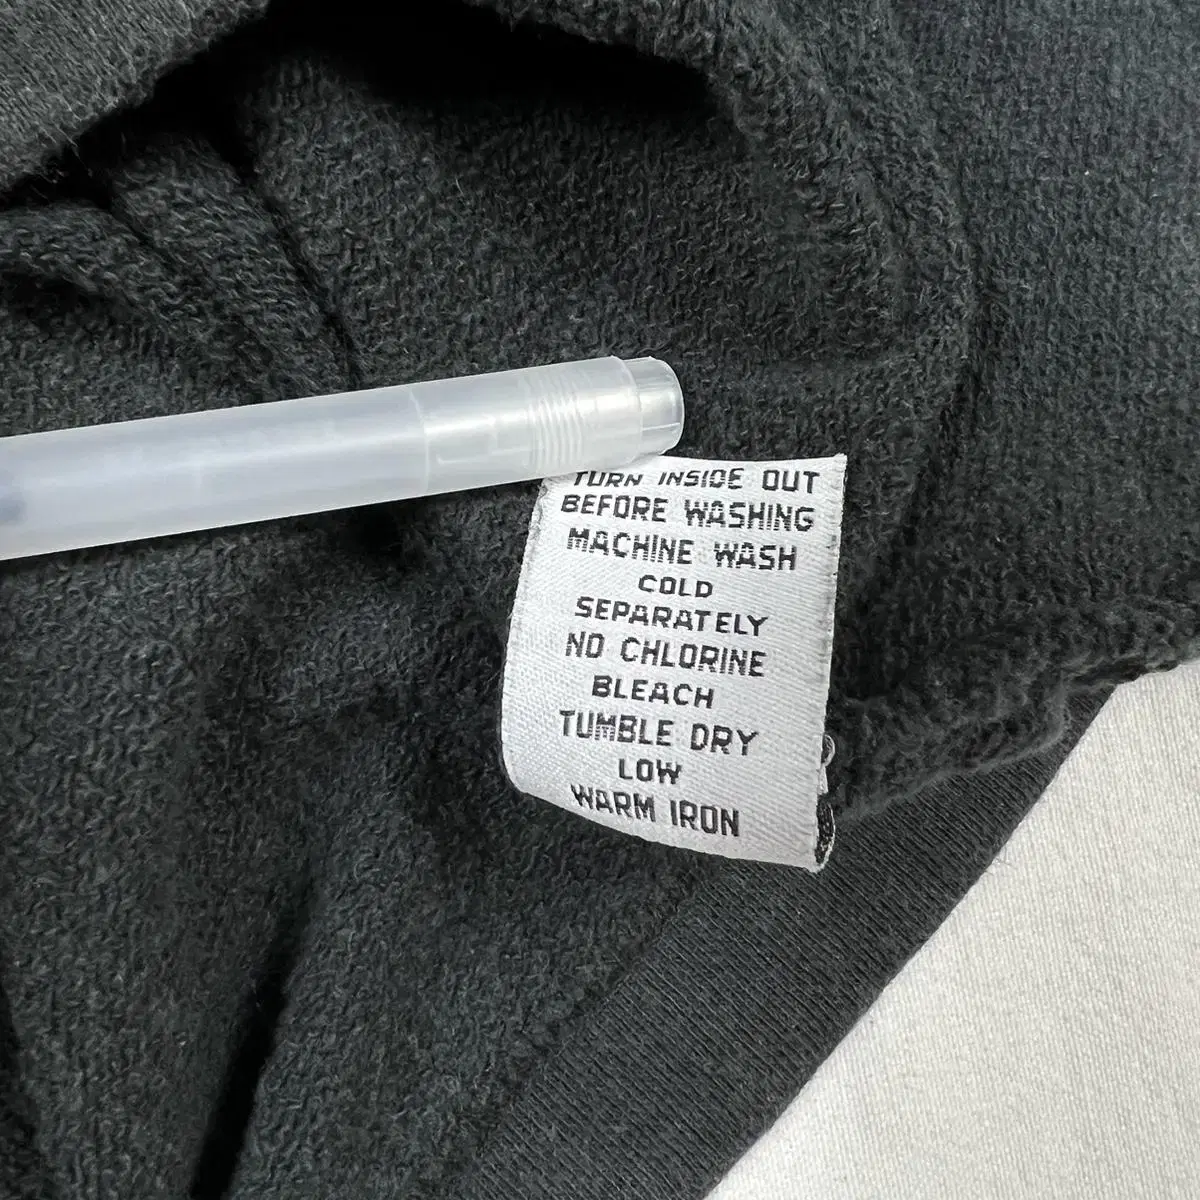 TURN INSIDE OUT
BEFORE WASHING
MACHINE WASH
COLD
SEPARATELY
NO CHLORINE
BLEACH
TUMBLE DRY
LOW
WARM IRON